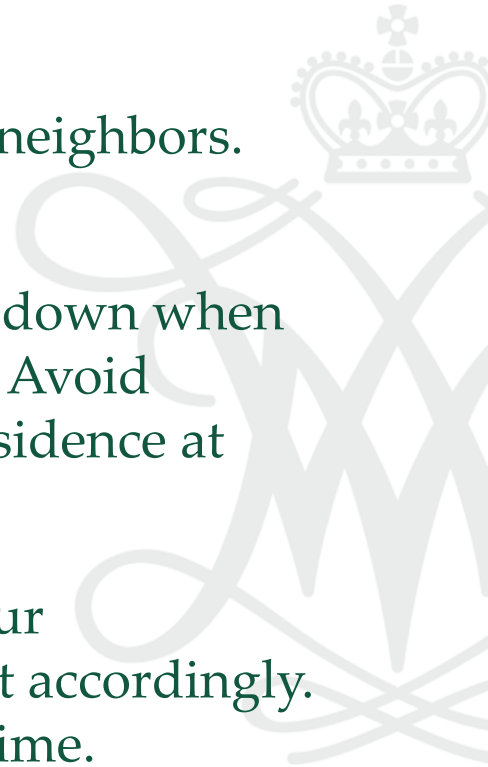 neighbors.
down when
Avoid
sidence at
ur
t accordingly.
ime.